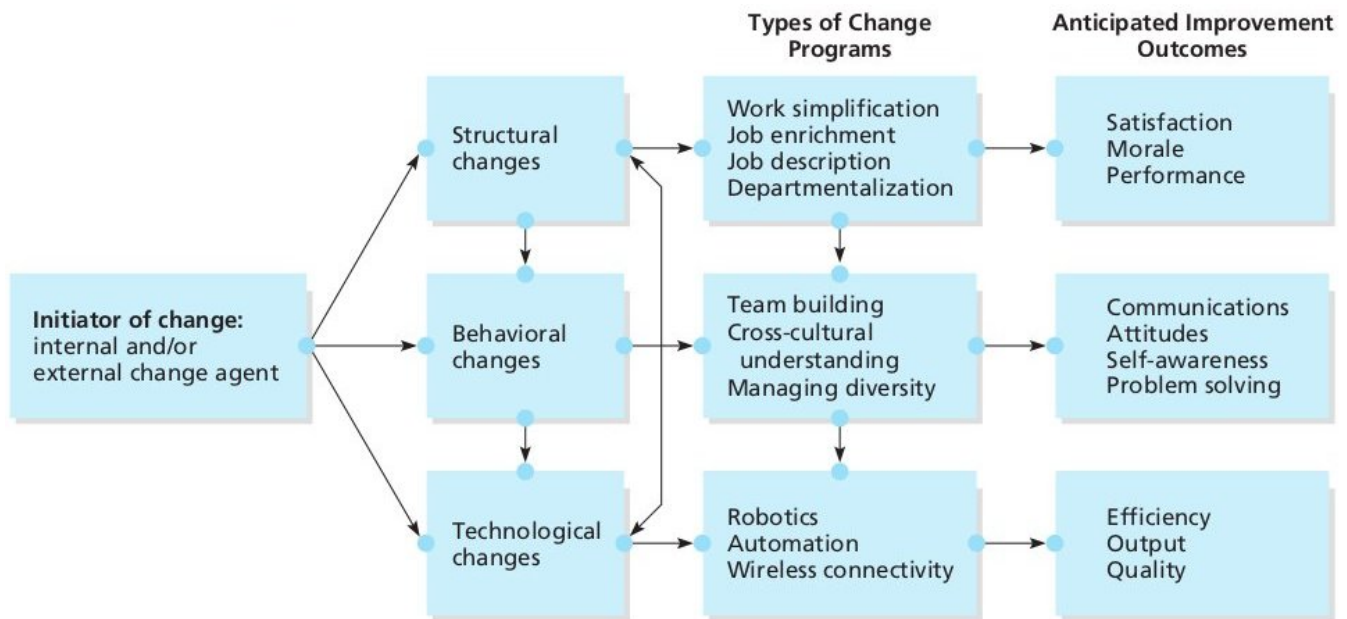 Types of Change
Programs
Anticipated Improvement
Outcomes
Structural
changes
Work simplification
Job enrichment
Job description
Departmentalization
Satisfaction
Morale
Performance
Initiator of change:
internal and/or
external change agent
Behavioral
changes
Team building
Cross-cultural
understanding
Managing diversity
Communications
Attitudes
Self-awareness
Problem solving
Technological
changes
Robotics
Automation
Wireless connectivity
Efficiency
Output
Quality